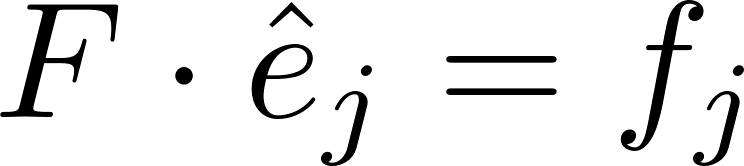 F · ê_j = f_j